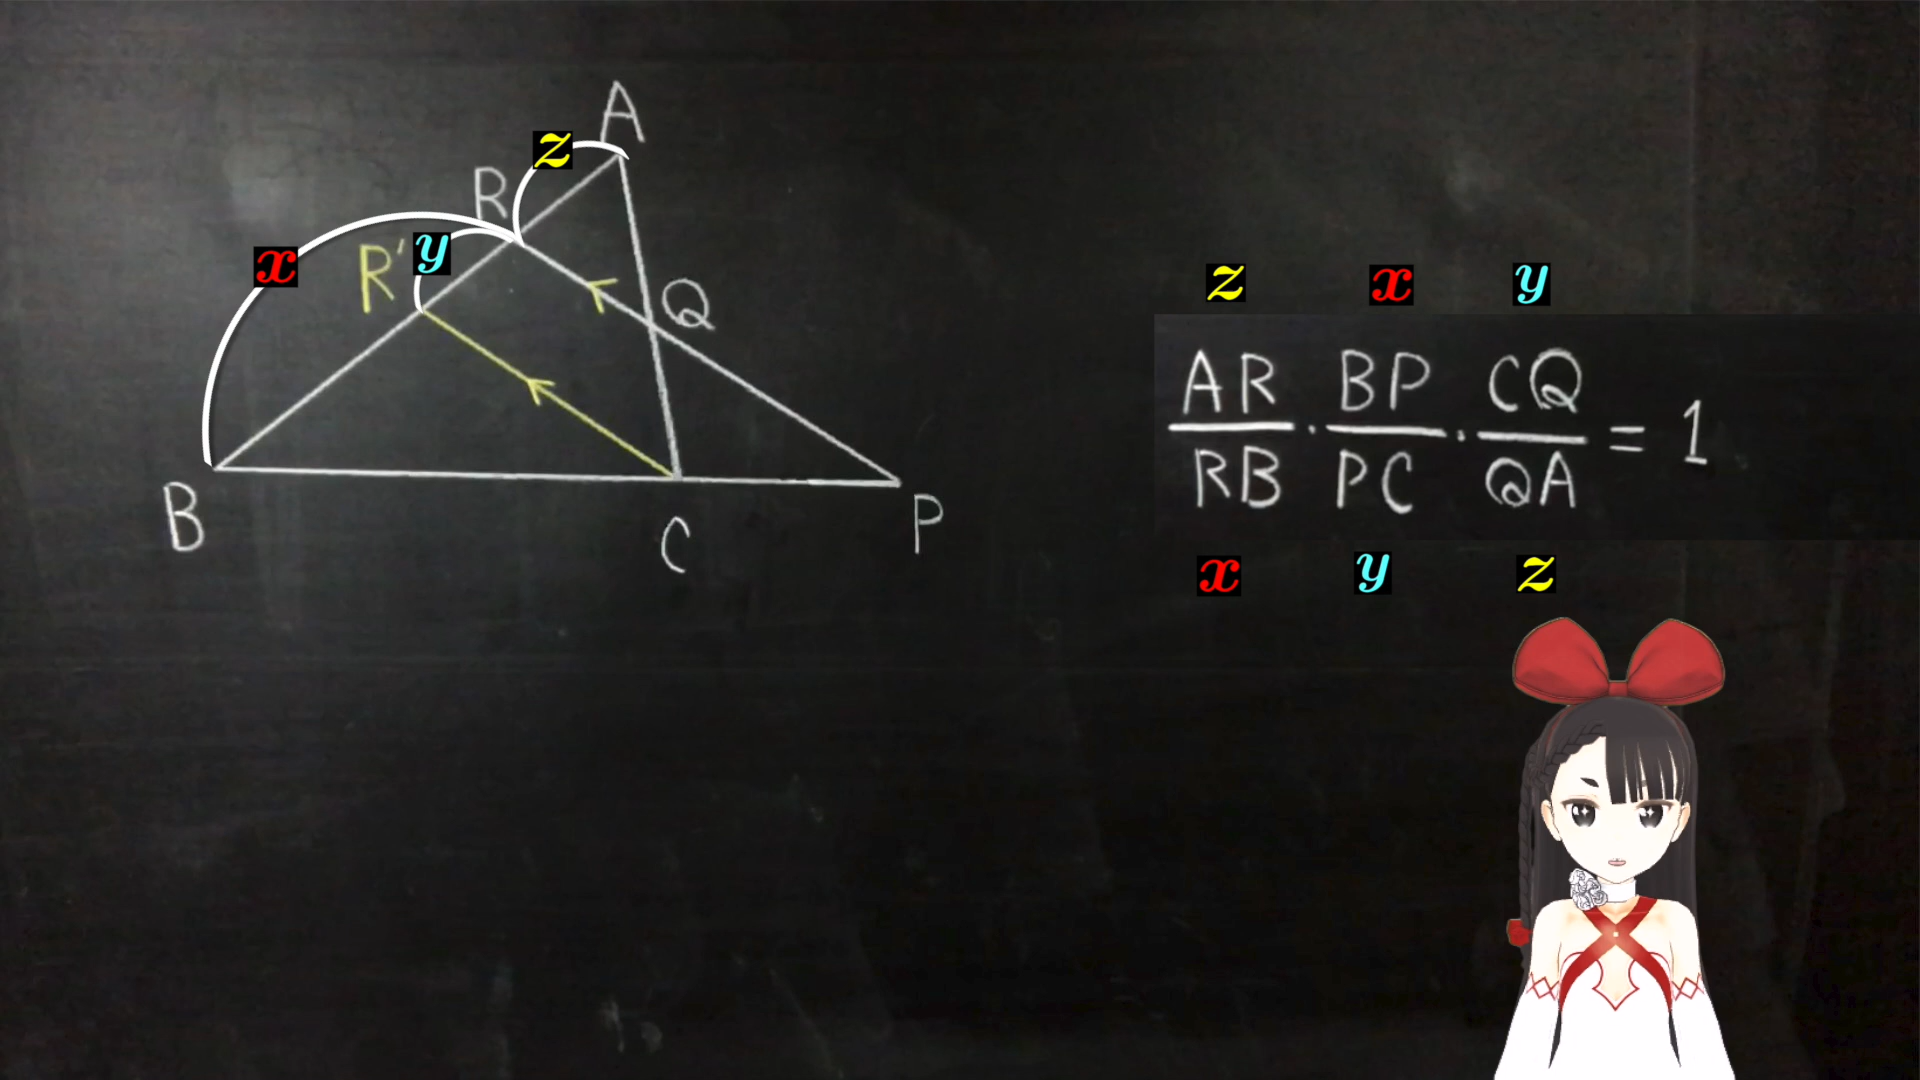 A
z
R
x
y
R'
Q
B
C
P
z x y
AR/RB · BP/PC · CQ/QA = 1
x y z